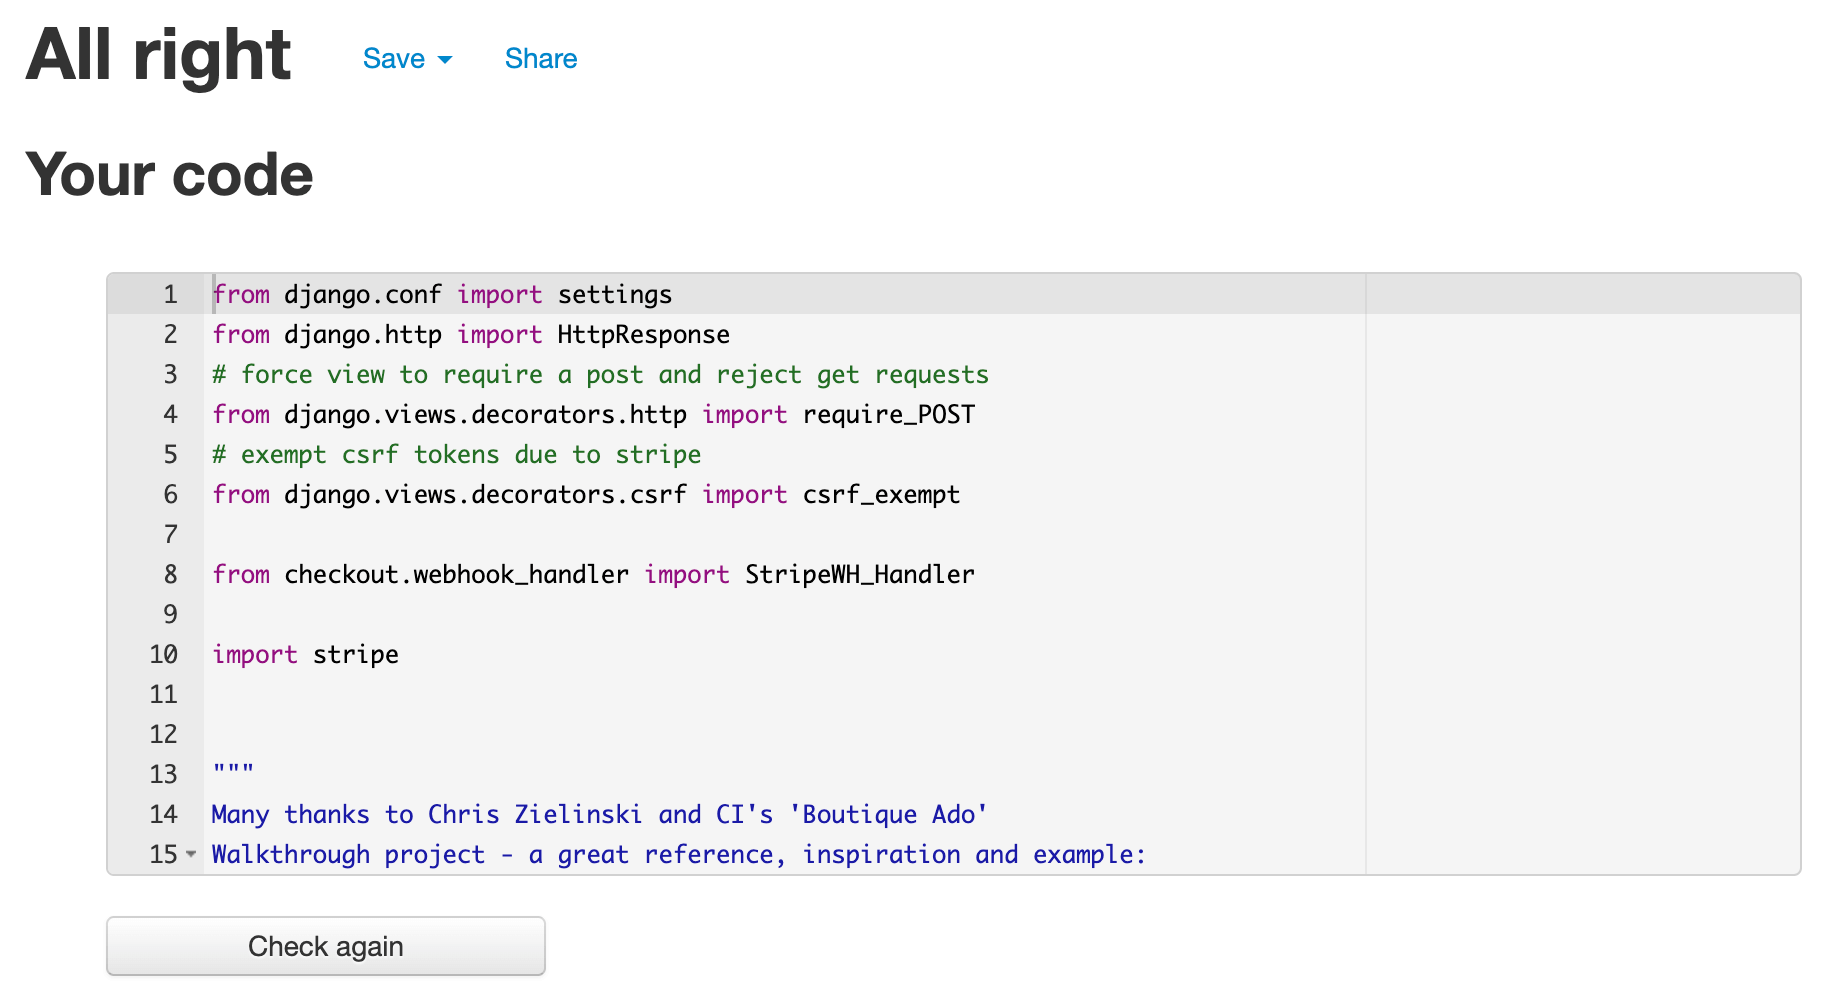 All right Save Share
Your code
1 from django.conf import settings
2 from django.http import HttpResponse
3 # force view to require a post and reject get requests
4 from django.views.decorators.http import require_POST
5 # exempt csrf tokens due to stripe
6 from django.views.decorators.csrf import csrf_exempt
7
8 from checkout.webhook_handler import StripeWH_Handler
9
10 import stripe
11
12
13 """
14 Many thanks to Chris Zielinski and CI's 'Boutique Ado'
15 Walkthrough project - a great reference, inspiration and example:
Check again